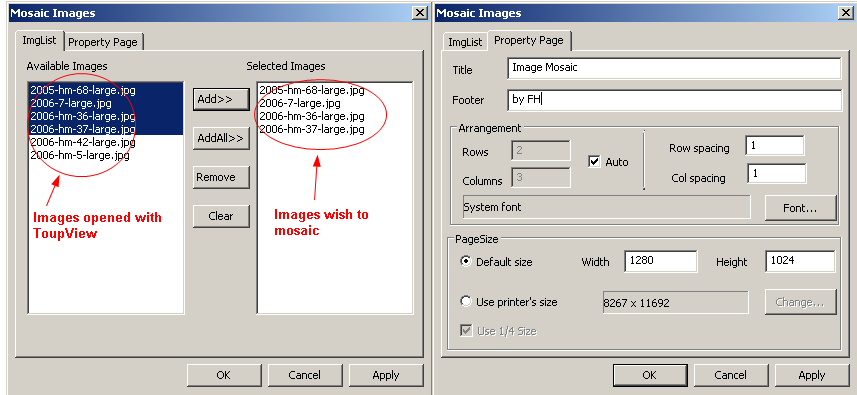 Mosaic Images
ImgList
Property Page
Available Images
Selected Images
2005-hm-68-large.jpg
2006-7-large.jpg
2006-hm-36-large.jpg
2006-hm-37-large.jpg
2006-hm-42-large.jpg
2006-hm-5-large.jpg
Images opened with
ToupView
Add>>
AddAll>>
Remove
Clear
2005-hm-68-large.jpg
2006-7-large.jpg
2006-hm-36-large.jpg
2006-hm-37-large.jpg
Images wish to
mosaic
OK
Cancel
Apply
Mosaic Images
ImgList
Property Page
Title
Image Mosaic
Footer
by FH
Arrangement
Rows
2
Columns
3
Auto
Row spacing
1
Col spacing
1
System font
Font...
PageSize
Default size
Width
1280
Height
1024
Use printer's size
8267 x 11692
Change...
Use 1/4 Size
OK
Cancel
Apply